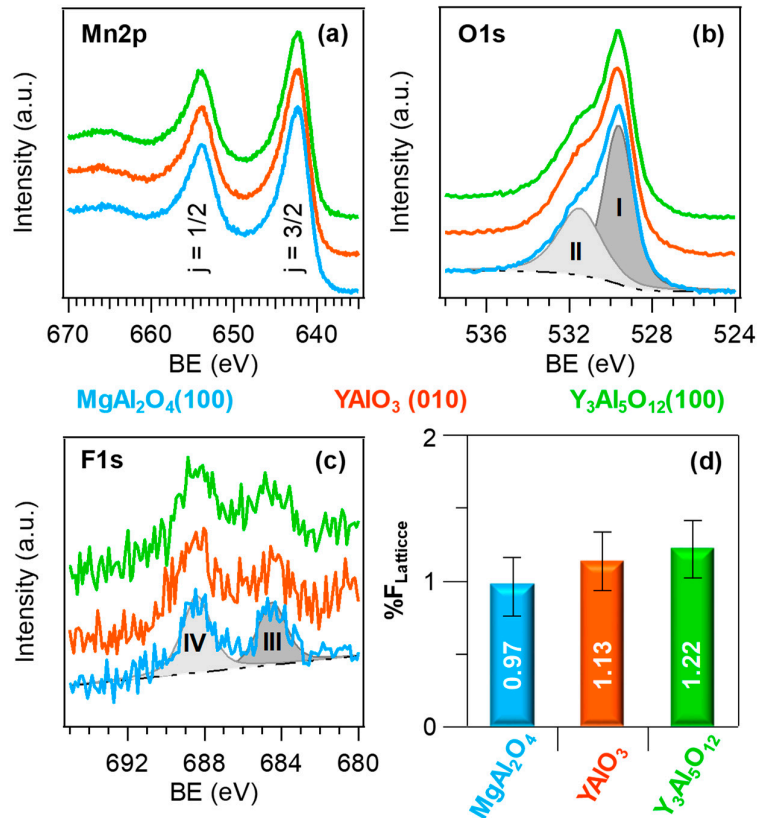 Mn2p (a)
Intensity (a.u.)
j = 1/2
j = 3/2
670 660 650 640
BE (eV)
O1s (b)
Intensity (a.u.)
I
II
536 532 528 524
BE (eV)
MgAl₂O₄(100) YAlO₃ (010) Y₃Al₅O₁₂(100)
F1s (c)
Intensity (a.u.)
IV III
692 688 684 680
BE (eV)
(d)
%F_Latticce
2
1
0
0.97 1.13 1.22
MgAl₂O₄ YAlO₃ Y₃Al₅O₁₂